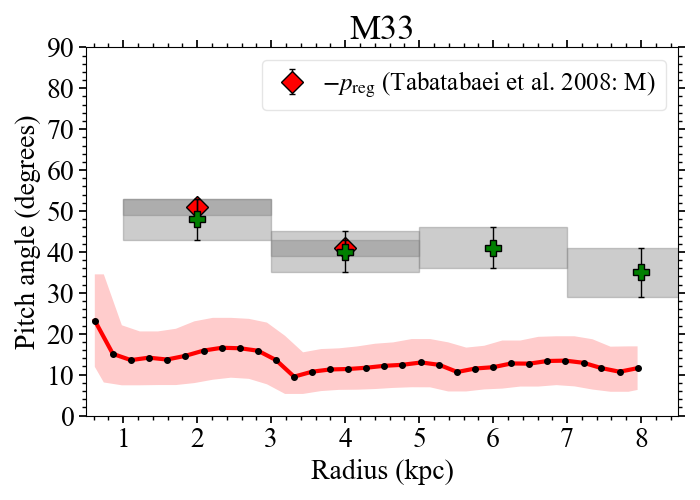 M33
−p_reg (Tabatabaei et al. 2008: M)
90
80
70
60
50
40
30
20
10
0
Pitch angle (degrees)
1 2 3 4 5 6 7 8
Radius (kpc)